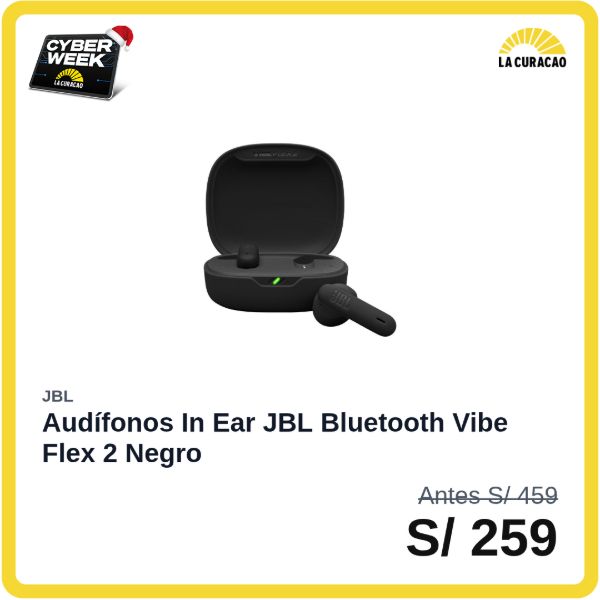 CYBER
WEEK
LA CURACAO
LA CURACAO
JBL
JBL
Audífonos In Ear JBL Bluetooth Vibe
Flex 2 Negro
Antes S/ 459
S/ 259